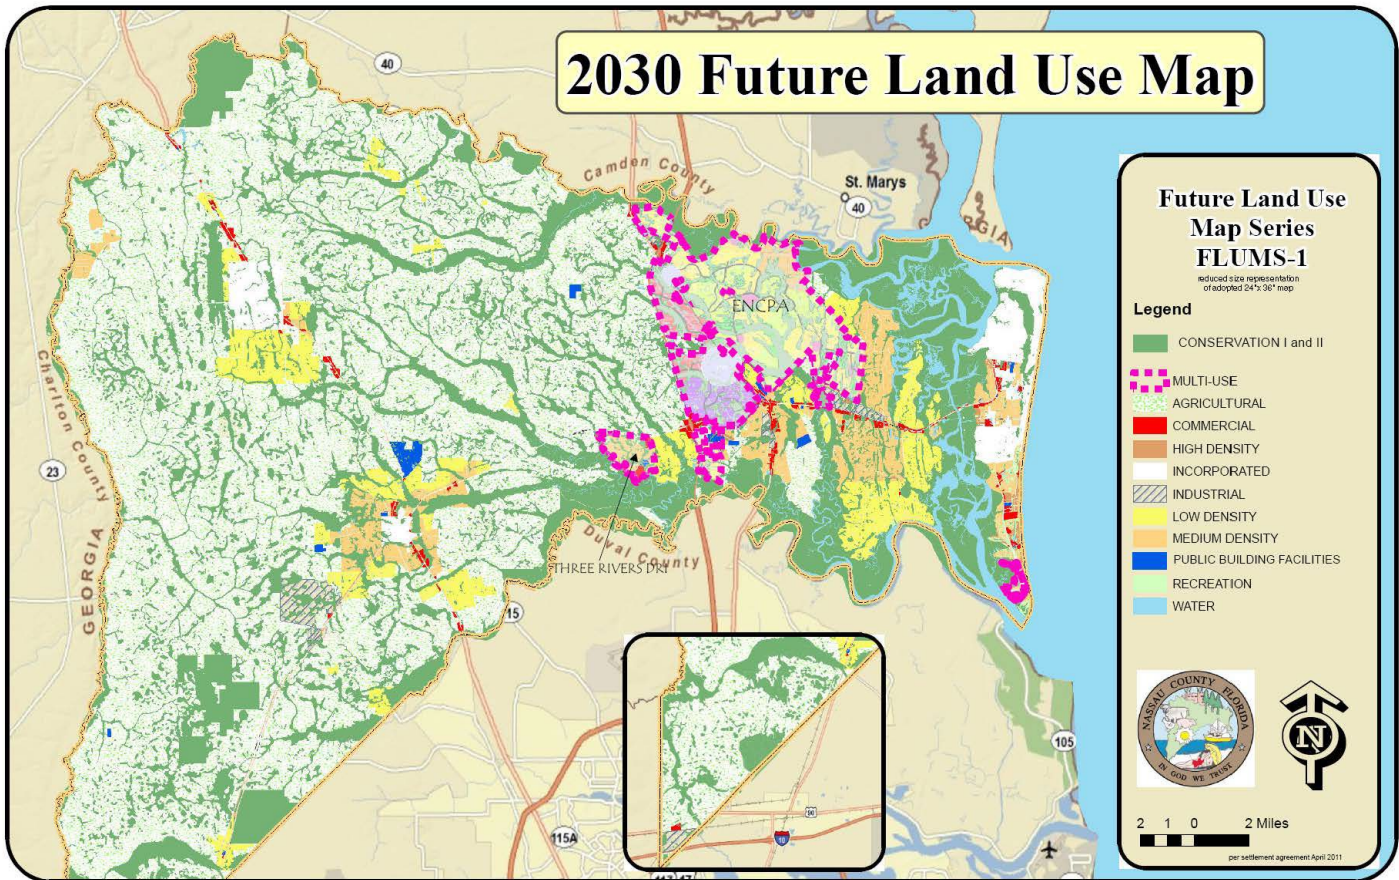 2030 Future Land Use Map
40
Camden County
St. Marys
40
GIA
ENCPA
Charlton County
23
GEORGIA
Duval County
THREE RIVERS DRI
15
115A
90
10
105
Future Land Use
Map Series
FLUMS-1
reduced size representation
of adopted 24"x 36" map
Legend
CONSERVATION I and II
MULTI-USE
AGRICULTURAL
COMMERCIAL
HIGH DENSITY
INCORPORATED
INDUSTRIAL
LOW DENSITY
MEDIUM DENSITY
PUBLIC BUILDING FACILITIES
RECREATION
WATER
NASSAU COUNTY FLORIDA
IN GOD WE TRUST
N
2 1 0 2 Miles
per settlement agreement April 2011